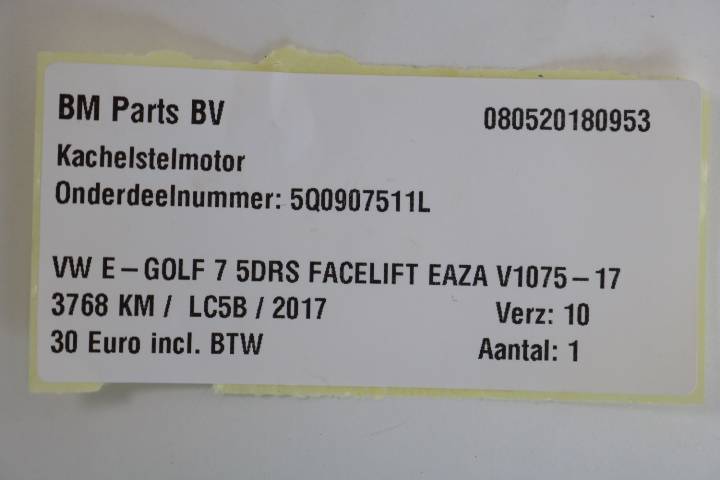 BM Parts BV 080520180953
Kachelstelmotor
Onderdeelnummer: 5Q0907511L
VW E-GOLF 7 5DRS FACELIFT EAZA V1075-17
3768 KM / LC5B / 2017 Verz: 10
30 Euro incl. BTW Aantal: 1